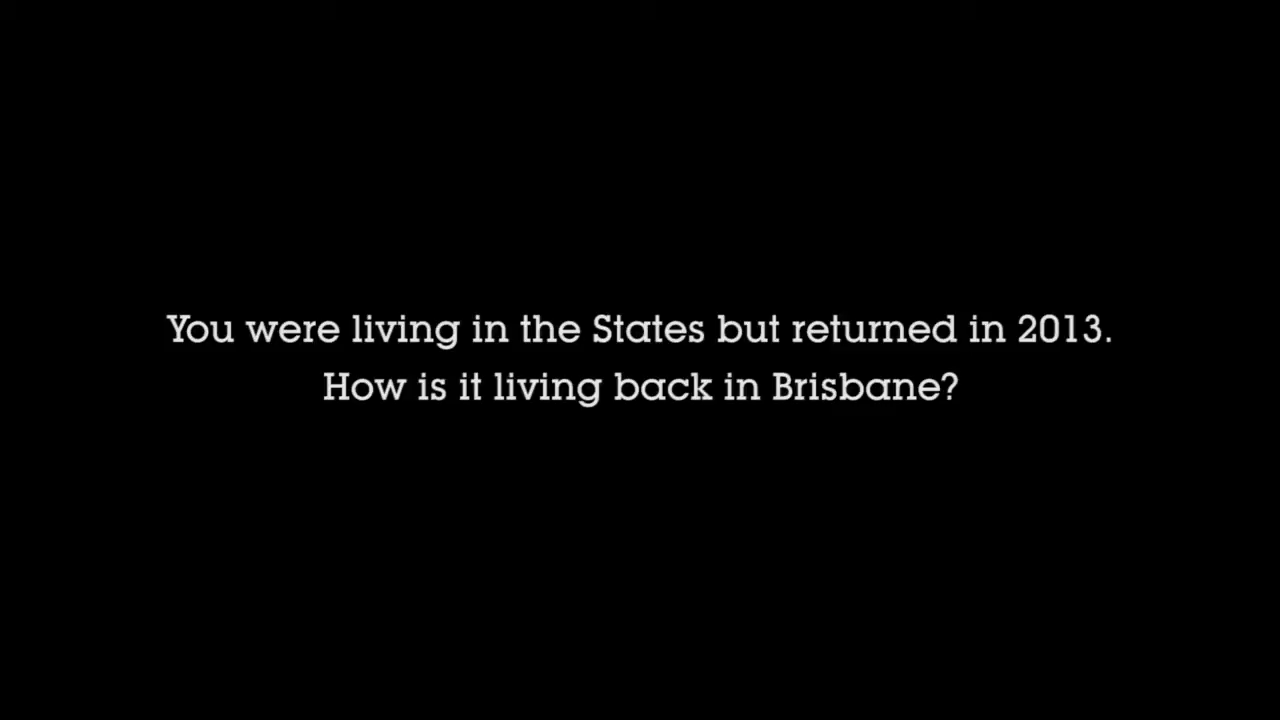 You were living in the States but returned in 2013.
How is it living back in Brisbane?